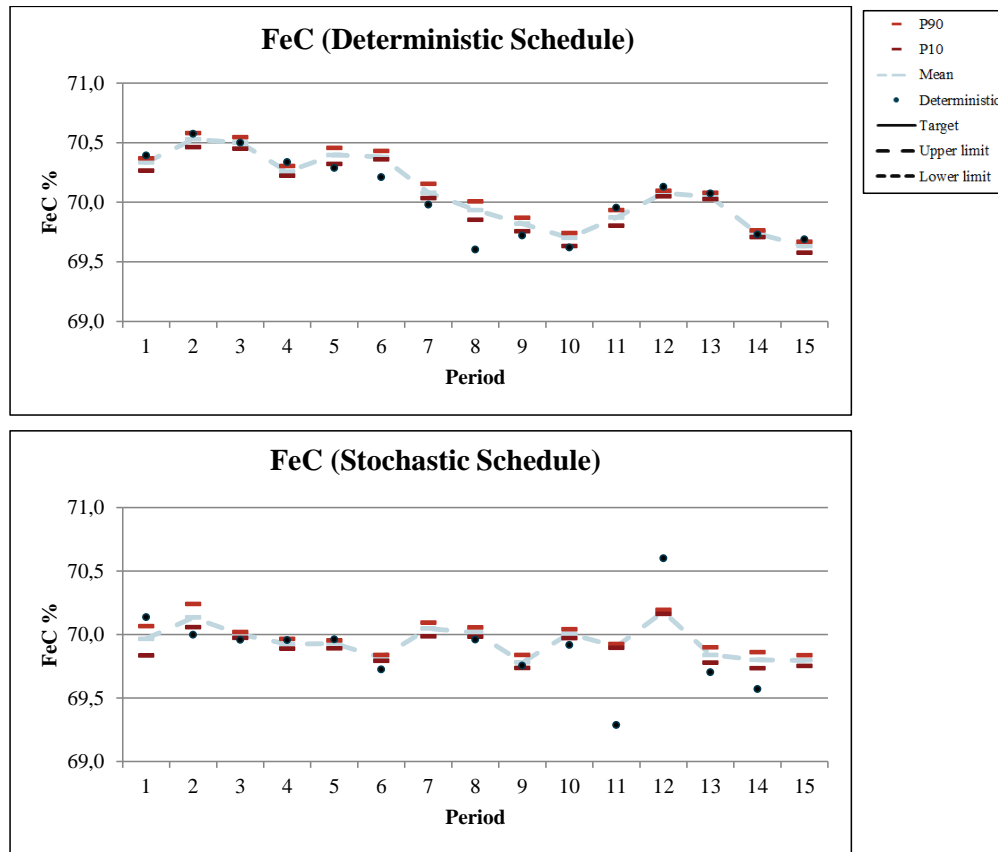 FeC (Deterministic Schedule)
71,0
70,5
70,0
69,5
69,0
FeC %
1 2 3 4 5 6 7 8 9 10 11 12 13 14 15
Period
P90
P10
Mean
Deterministic
Target
Upper limit
Lower limit
FeC (Stochastic Schedule)
71,0
70,5
70,0
69,5
69,0
FeC %
1 2 3 4 5 6 7 8 9 10 11 12 13 14 15
Period